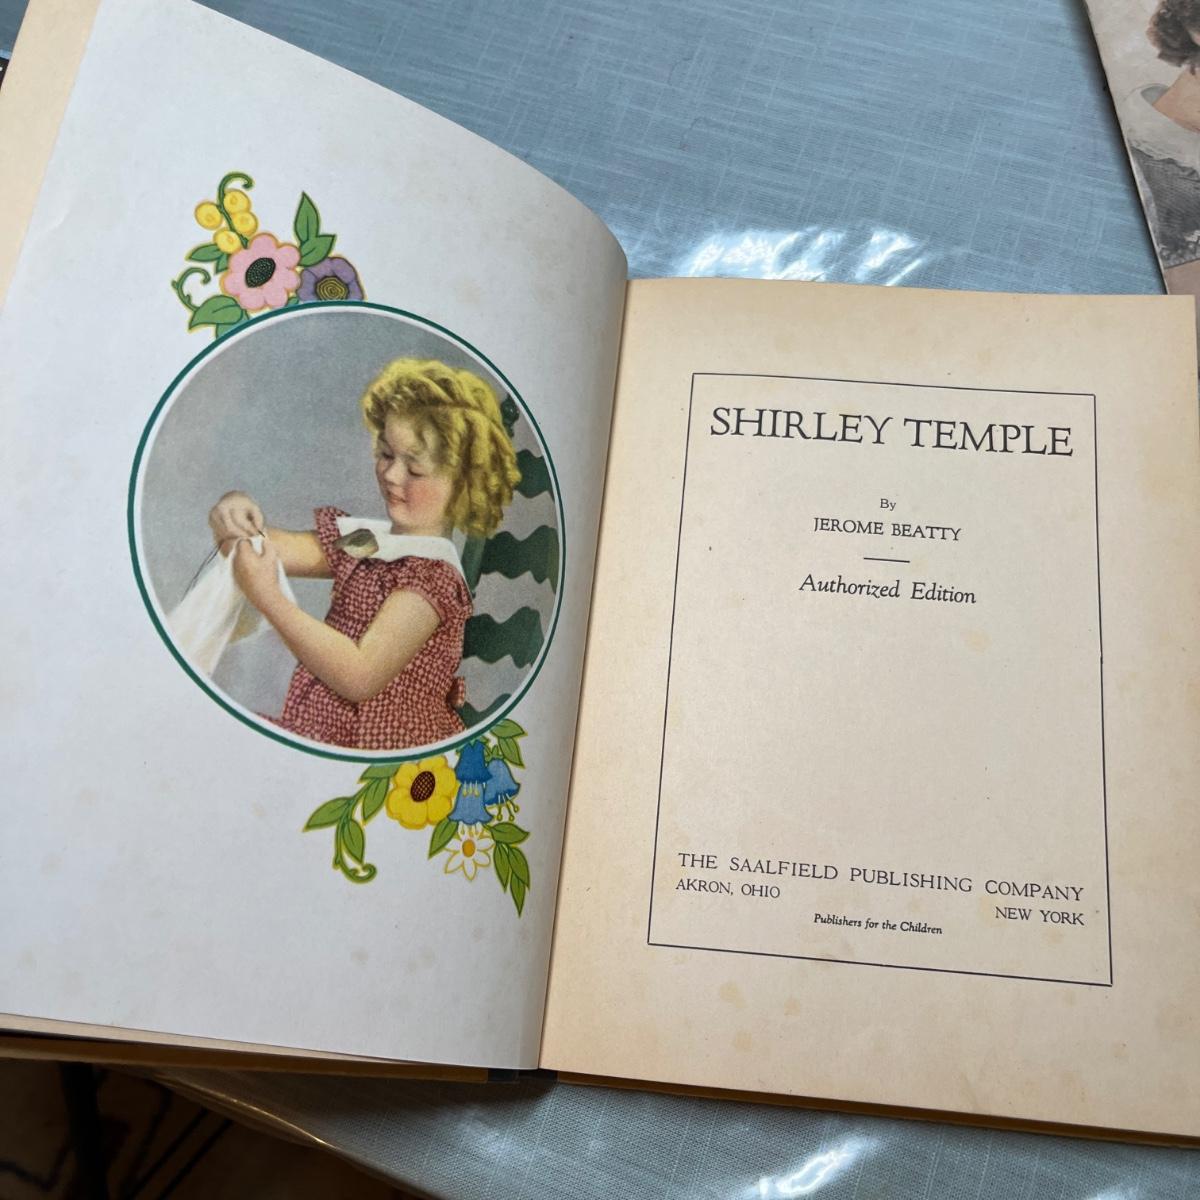 SHIRLEY TEMPLE
By
JEROME BEATTY
Authorized Edition
THE SAALFIELD PUBLISHING COMPANY
AKRON, OHIO
NEW YORK
Publishers for the Children